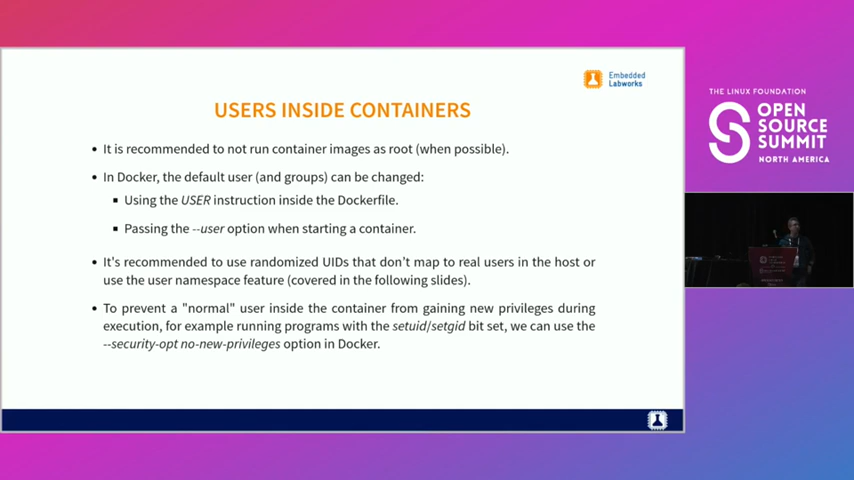 Embedded
Labworks
USERS INSIDE CONTAINERS
• It is recommended to not run container images as root (when possible).
• In Docker, the default user (and groups) can be changed:
▪ Using the USER instruction inside the Dockerfile.
▪ Passing the --user option when starting a container.
• It's recommended to use randomized UIDs that don't map to real users in the host or
use the user namespace feature (covered in the following slides).
• To prevent a "normal" user inside the container from gaining new privileges during
execution, for example running programs with the setuid/setgid bit set, we can use the
--security-opt no-new-privileges option in Docker.
THE LINUX FOUNDATION
OPEN
SOURCE
SUMMIT
NORTH AMERICA